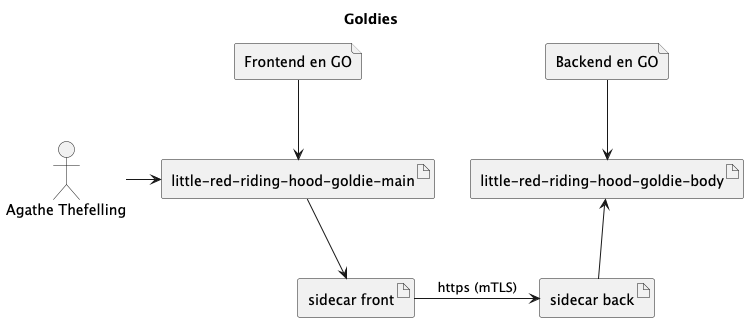 Goldies
Frontend en GO
Backend en GO
Agathe Thefelling
little-red-riding-hood-goldie-main
little-red-riding-hood-goldie-body
sidecar front
https (mTLS)
sidecar back